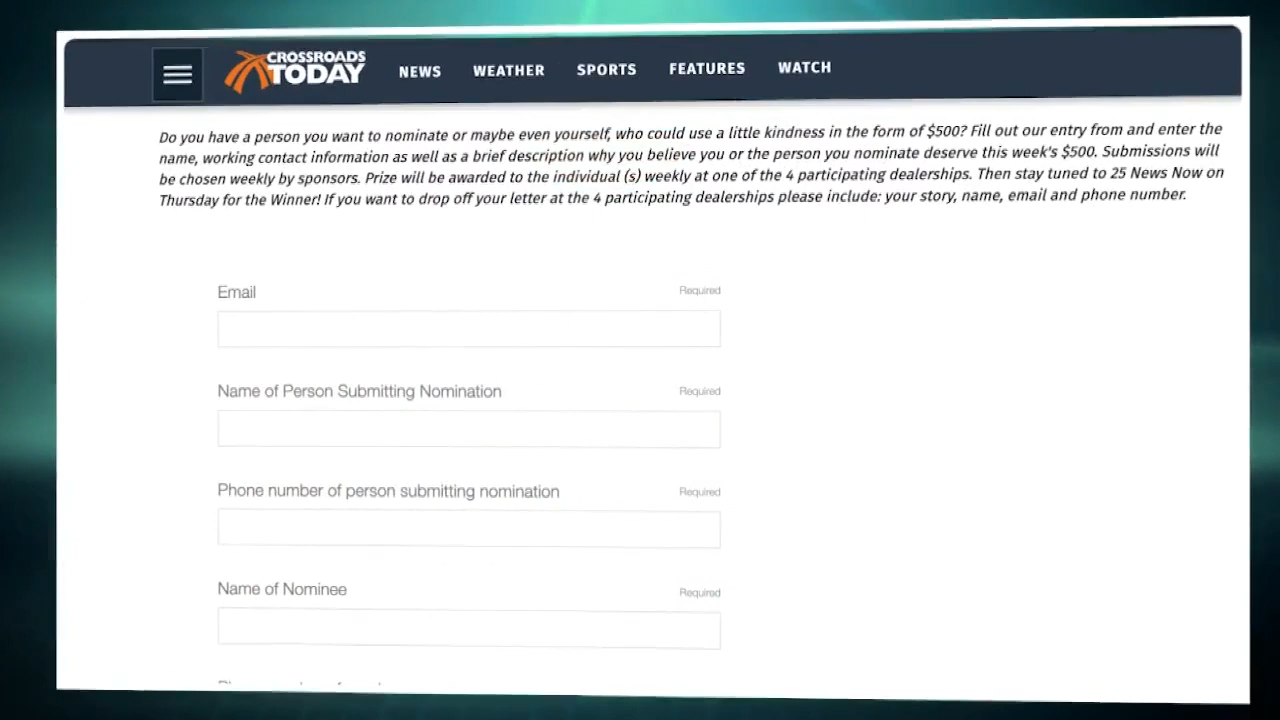 CROSSROADS
TODAY
NEWS WEATHER SPORTS FEATURES WATCH
Do you have a person you want to nominate or maybe even yourself, who could use a little kindness in the form of $500? Fill out our entry from and enter the
name, working contact information as well as a brief description why you believe you or the person you nominate deserve this week's $500. Submissions will
be chosen weekly by sponsors. Prize will be awarded to the individual (s) weekly at one of the 4 participating dealerships. Then stay tuned to 25 News Now on
Thursday for the Winner! If you want to drop off your letter at the 4 participating dealerships please include: your story, name, email and phone number.
Email Required
Name of Person Submitting Nomination Required
Phone number of person submitting nomination Required
Name of Nominee Required